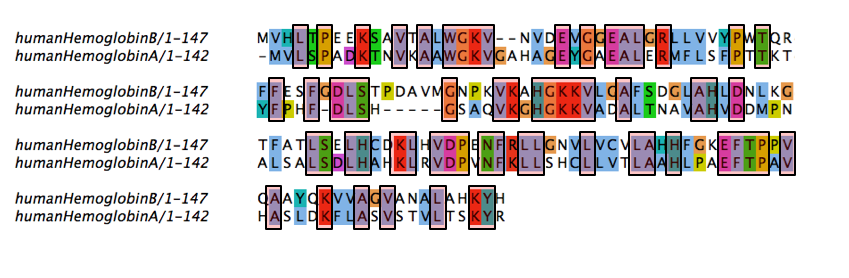 humanHemoglobinB/1-147 MVHLTPEEKSAVTALWGKV--NVDEVGGEALGRLLVVYPWTQR
humanHemoglobinA/1-142 -MVLSPADKTNVKAAWGKVGAHAGEYGAEALERMFLSFPTTKT
humanHemoglobinB/1-147 FFESFGDLSTPDAVMGNPKVKAHGKKVLGAFSDGLAHLDNLKG
humanHemoglobinA/1-142 YFPHF-DLSH-----GSAQVKGHGKKVADALTNAVAHVDDMPN
humanHemoglobinB/1-147 TFATLSELHCDKLHVDPENFRLLGNVLVCVLAHHFGKEFTPPV
humanHemoglobinA/1-142 ALSALSDLHAHKLRVDPVNFKLLSHCLLVTLAAHLPAEFTPAV
humanHemoglobinB/1-147 QAAYQKVVAGVANALAHKYH
humanHemoglobinA/1-142 HASLDKFLASVSTVLTSKYR